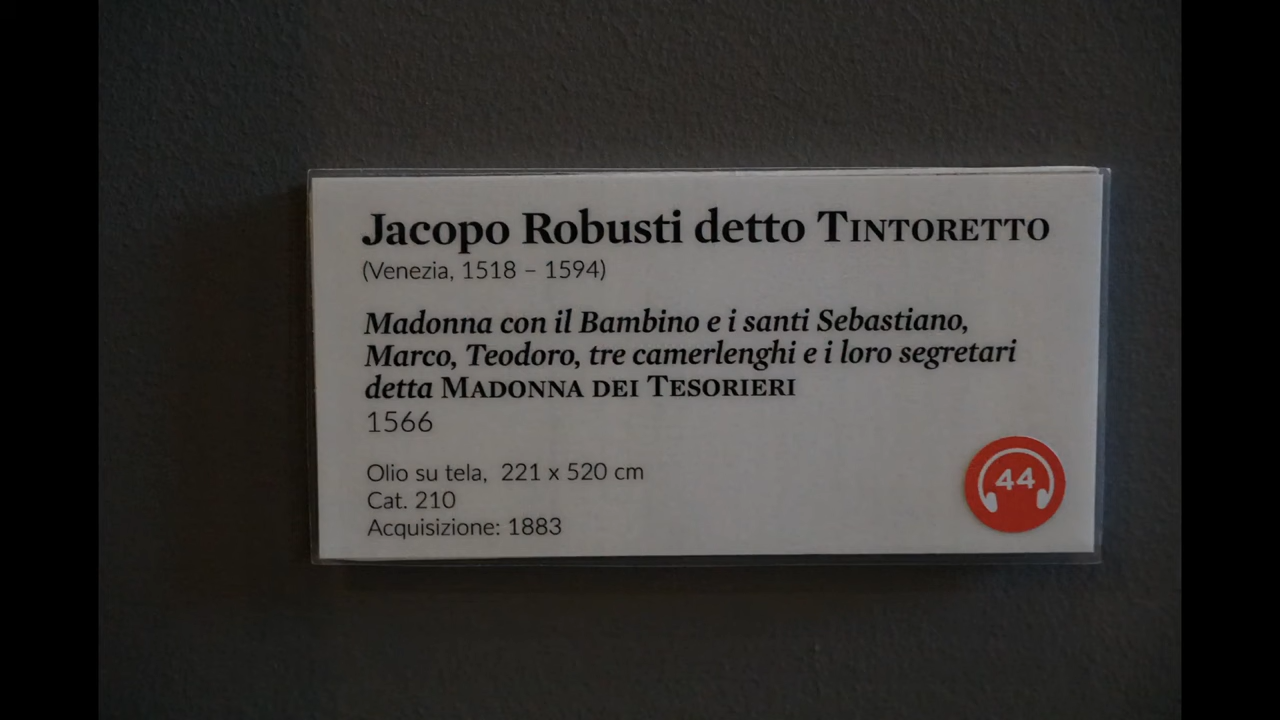 Jacopo Robusti detto TINTORETTO
(Venezia, 1518 – 1594)
Madonna con il Bambino e i santi Sebastiano,
Marco, Teodoro, tre camerlenghi e i loro segretari
detta MADONNA DEI TESORIERI
1566
Olio su tela, 221 x 520 cm
Cat. 210
Acquisizione: 1883
44